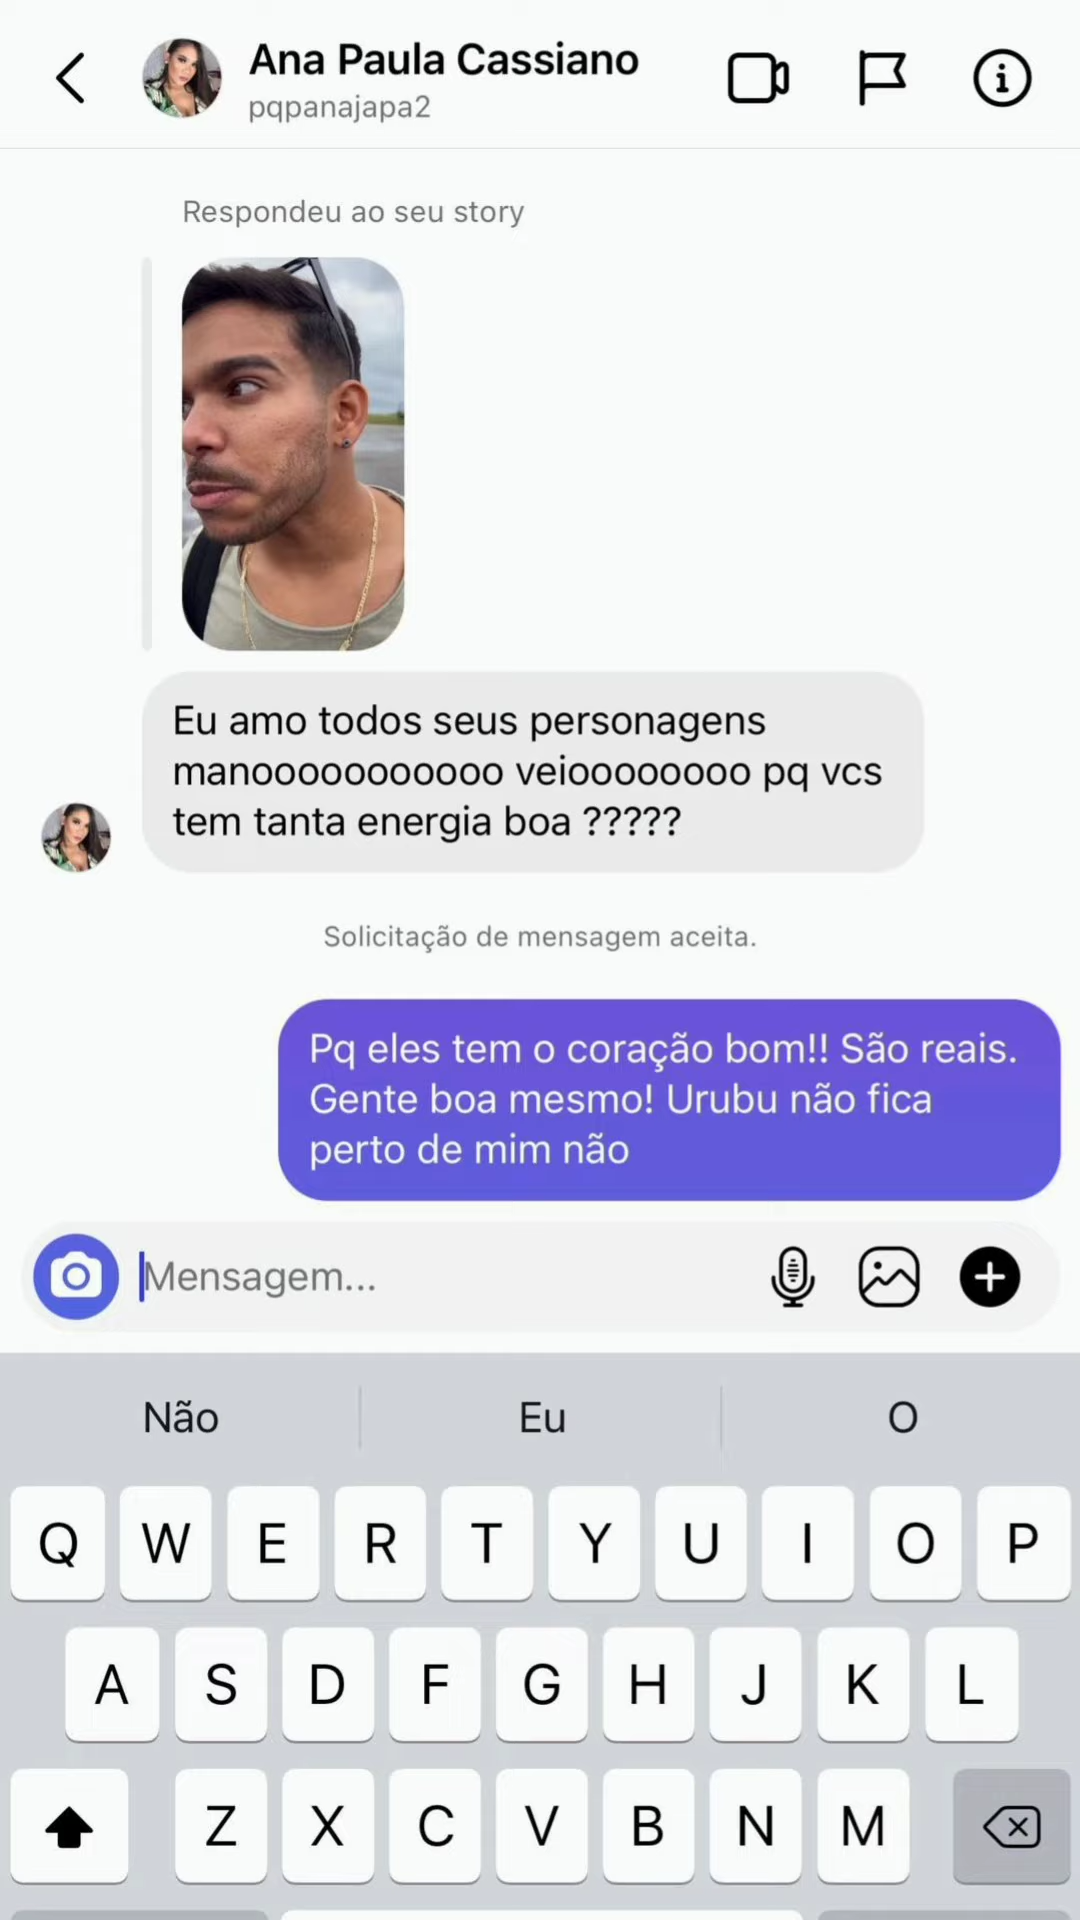 Ana Paula Cassiano
pqpanajapa2
Respondeu ao seu story
Eu amo todos seus personagens
manooooooooooo veioooooooo pq vcs
tem tanta energia boa ?????
Solicitação de mensagem aceita.
Pq eles tem o coração bom!! São reais.
Gente boa mesmo! Urubu não fica
perto de mim não
Mensagem...
Não Eu O
Q W E R T Y U I O P
A S D F G H J K L
Z X C V B N M